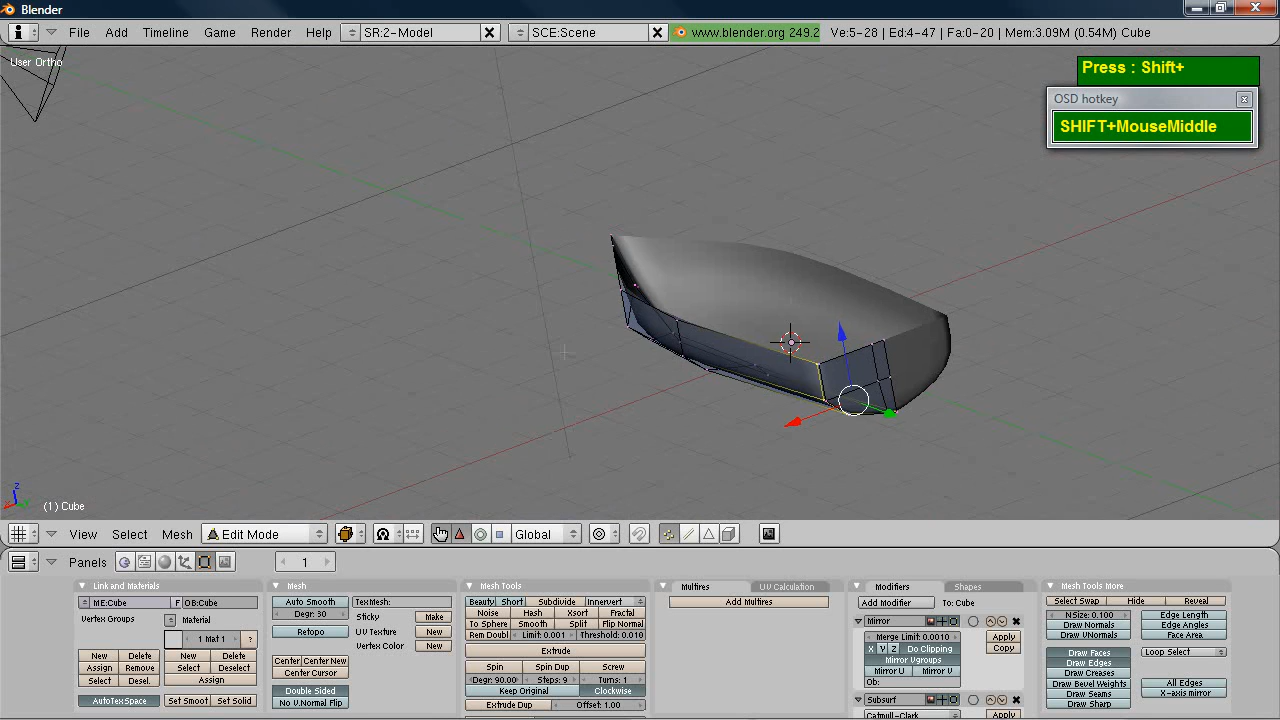 Blender
File Add Timeline Game Render Help SR:2-Model SCE:Scene www.blender.org 249.2 Ve:5-28 | Ed:4-47 | Fa:0-20 | Mem:3.09M (0.54M) Cube
User Ortho
Press : Shift+
OSD hotkey
SHIFT+MouseMiddle
z
(1) Cube
View Select Mesh Edit Mode Global
Panels 1
Link and Materials Mesh Mesh Tools Multires UV Calculation Modifiers Shapes Mesh Tools More
ME:Cube F OB:Cube Auto Smooth TexMesh: Beauty Short Subdivide Innervert Add Multires Add Modifier To: Cube Select Swap Hide Reveal
Vertex Groups Material Degr: 30 Sticky Make Noise Hash Xsort Fractal Mirror NSize: 0.100 Edge Length
1 Mat 1 ? Retopo UV Texture New To Sphere Smooth Split Flip Normal Merge Limit: 0.0010 Apply Draw Normals Edge Angles
Vertex Color New Rem Doubl Limit: 0.001 Threshold: 0.010 X Y Z Do Clipping Copy Draw VNormals Face Area
New Delete New Delete Center Center New Extrude Mirror Vgroups Draw Faces Loop Select
Assign Remove Select Deselect Center Cursor Spin Spin Dup Screw Mirror U Mirror V Draw Edges
Select Desel. Assign Degr: 90.00 Steps: 9 Turns: 1 Ob: Draw Creases All Edges
Double Sided Keep Original Clockwise Draw Bevel Weights X-axis mirror
AutoTexSpace Set Smoot Set Solid No V.Normal Flip Extrude Dup Offset: 1.00 Subsurf Draw Seams
Catmull-Clark Apply Draw Sharp